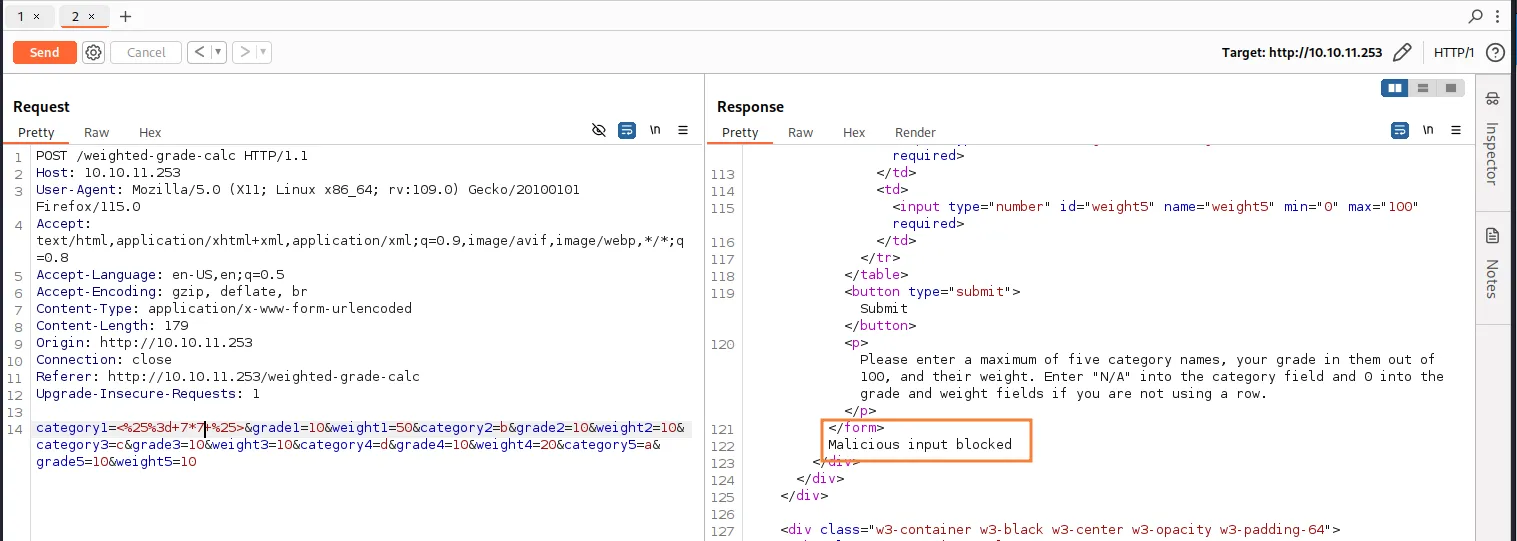 1 × 2 × +
Send Cancel < ▾ > ▾ Target: http://10.10.11.253 HTTP/1 ?
Request
Pretty Raw Hex \n
1 POST /weighted-grade-calc HTTP/1.1
2 Host: 10.10.11.253
3 User-Agent: Mozilla/5.0 (X11; Linux x86_64; rv:109.0) Gecko/20100101
Firefox/115.0
4 Accept:
text/html,application/xhtml+xml,application/xml;q=0.9,image/avif,image/webp,*/*;q
=0.8
5 Accept-Language: en-US,en;q=0.5
6 Accept-Encoding: gzip, deflate, br
7 Content-Type: application/x-www-form-urlencoded
8 Content-Length: 179
9 Origin: http://10.10.11.253
10 Connection: close
11 Referer: http://10.10.11.253/weighted-grade-calc
12 Upgrade-Insecure-Requests: 1
13
14 category1=<%25%3d+7*7+%25>&grade1=10&weight1=50&category2=b&grade2=10&weight2=10&
category3=c&grade3=10&weight3=10&category4=d&grade4=10&weight4=20&category5=a&
grade5=10&weight5=10
Response
Pretty Raw Hex Render \n
required>
113 </td>
114 <td>
115 <input type="number" id="weight5" name="weight5" min="0" max="100"
required>
116 </td>
117 </tr>
118 </table>
119 <button type="submit">
Submit
</button>
120 <p>
Please enter a maximum of five category names, your grade in them out of
100, and their weight. Enter "N/A" into the category field and 0 into the
grade and weight fields if you are not using a row.
</p>
121 </form>
122 Malicious input blocked
123 </div>
124 </div>
125 </div>
126
127 <div class="w3-container w3-black w3-center w3-opacity w3-padding-64">
Inspector
Notes